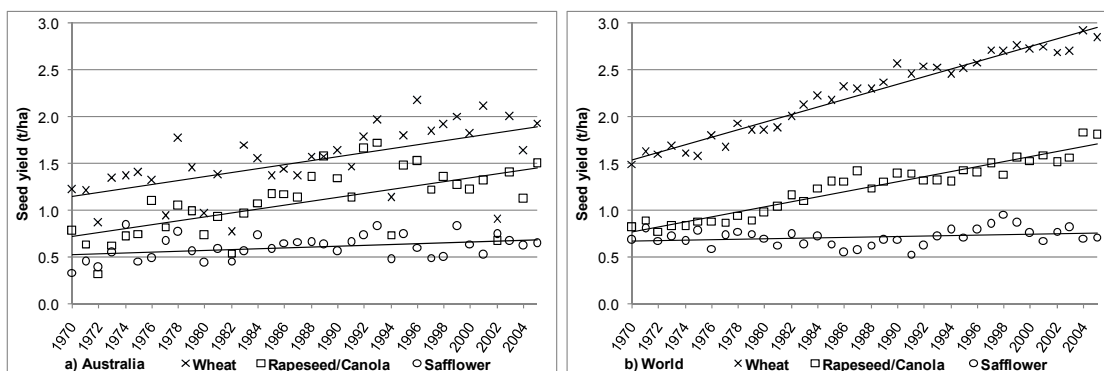 3.0
2.5
2.0
1.5
1.0
0.5
0.0
Seed yield (t/ha)
1970 1972 1974 1976 1978 1980 1982 1984 1986 1988 1990 1992 1994 1996 1998 2000 2002 2004
a) Australia Wheat Rapeseed/Canola Safflower
3.0
2.5
2.0
1.5
1.0
0.5
0.0
Seed yield (t/ha)
1970 1972 1974 1976 1978 1980 1982 1984 1986 1988 1990 1992 1994 1996 1998 2000 2002 2004
b) World Wheat Rapeseed/Canola Safflower